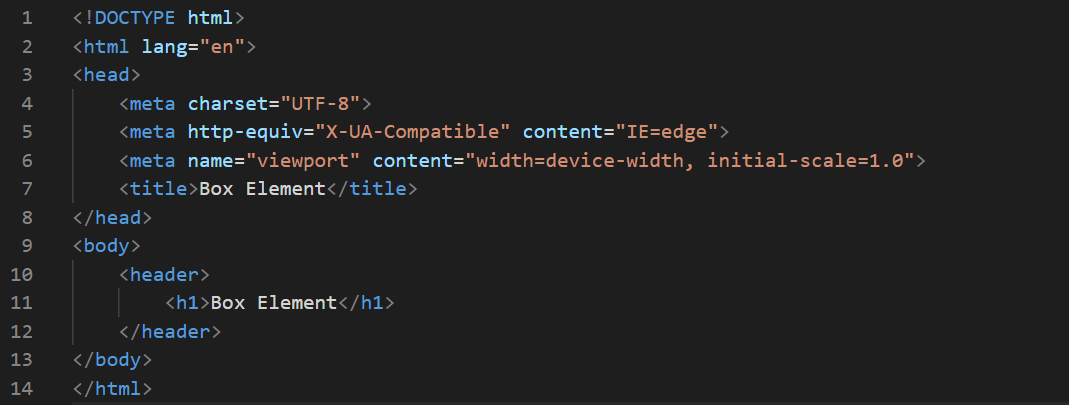 1 <!DOCTYPE html>
2 <html lang="en">
3 <head>
4     <meta charset="UTF-8">
5     <meta http-equiv="X-UA-Compatible" content="IE=edge">
6     <meta name="viewport" content="width=device-width, initial-scale=1.0">
7     <title>Box Element</title>
8 </head>
9 <body>
10     <header>
11         <h1>Box Element</h1>
12     </header>
13 </body>
14 </html>